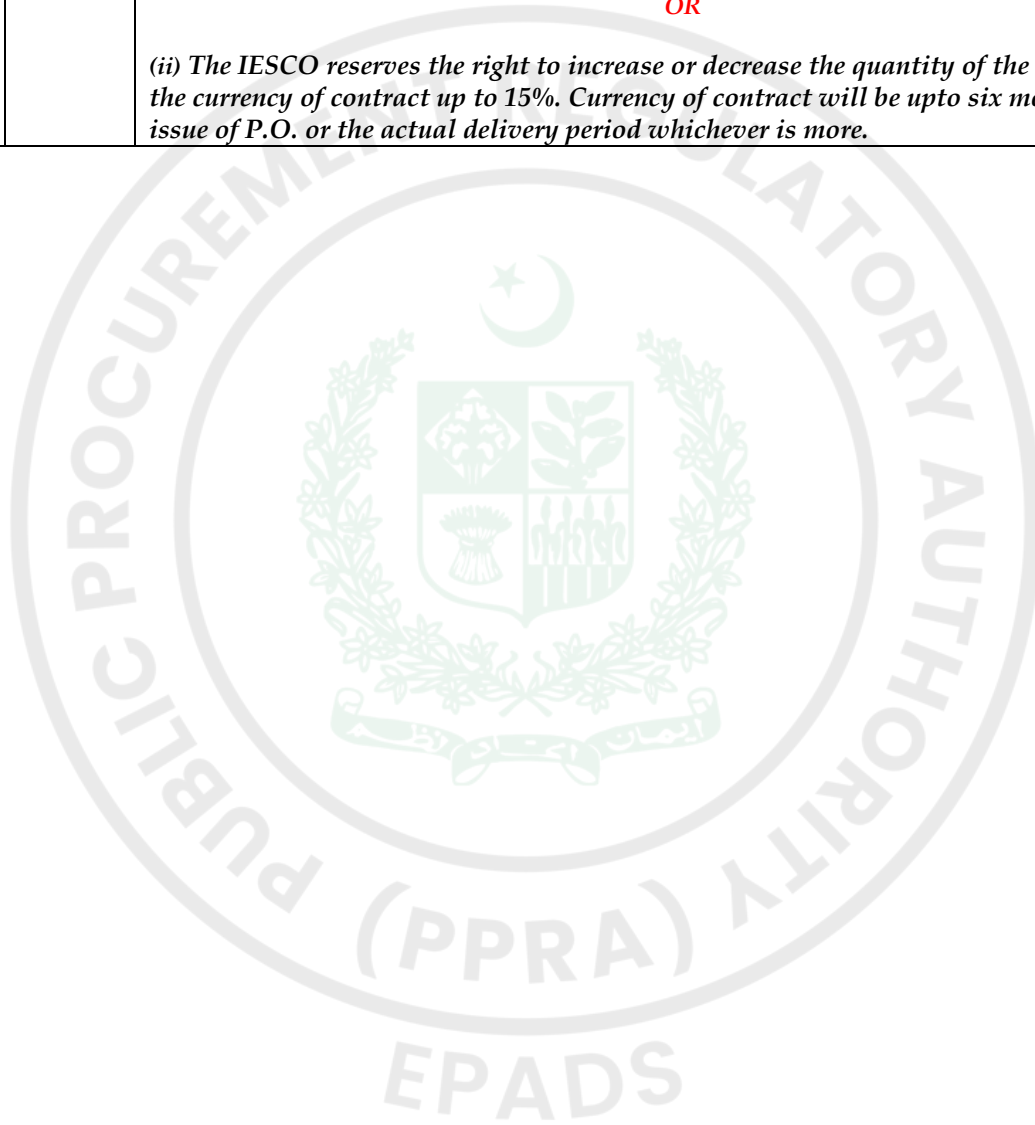 OR
(ii) The IESCO reserves the right to increase or decrease the quantity of the
the currency of contract up to 15%. Currency of contract will be upto six
issue of P.O. or the actual delivery period whichever is more.
PUBLIC PROCUREMENT REGULATORY AUTHORITY
(PPRA)
EPADS